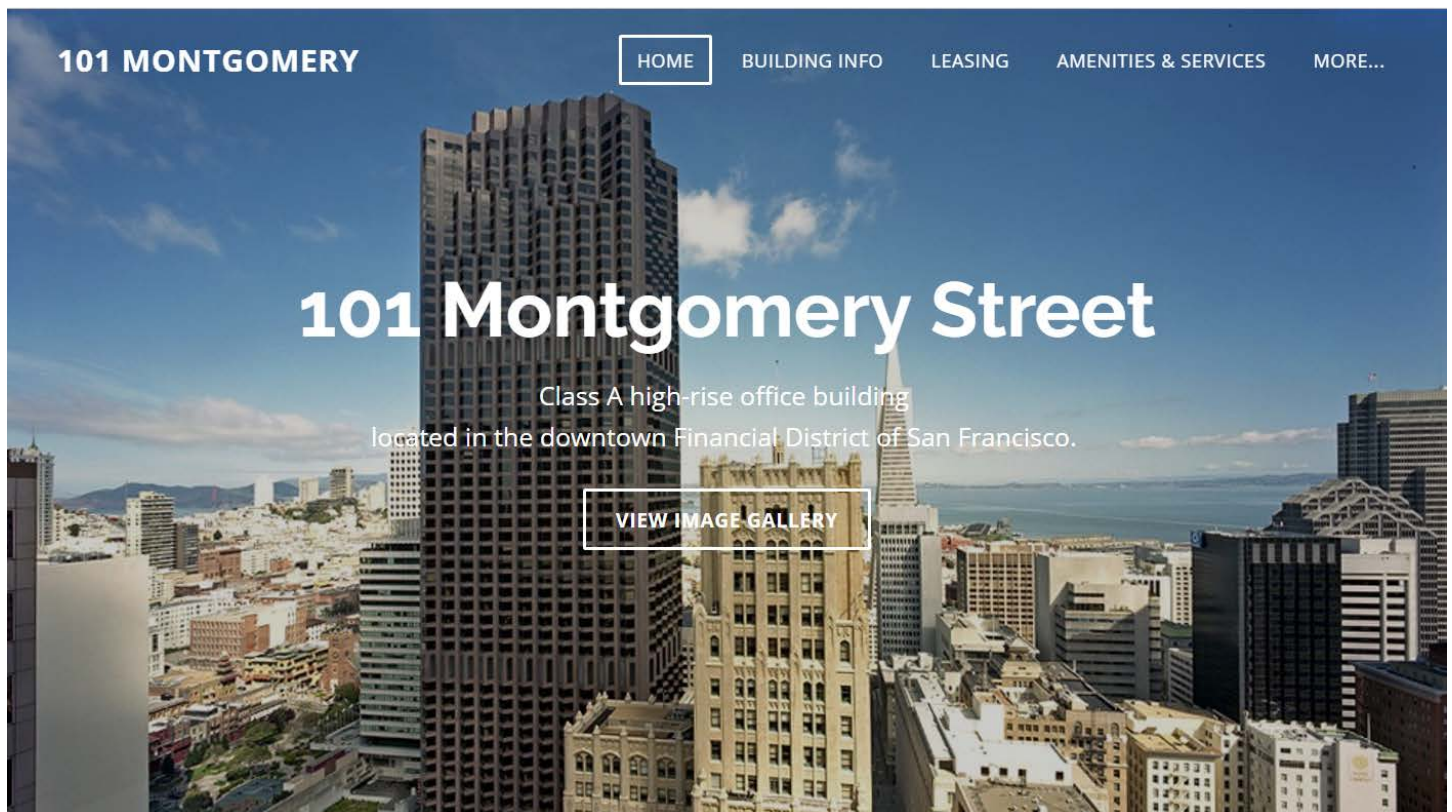 101 MONTGOMERY
HOME
BUILDING INFO
LEASING
AMENITIES & SERVICES
MORE...
101 Montgomery Street
Class A high-rise office building
located in the downtown Financial District of San Francisco.
VIEW IMAGE GALLERY